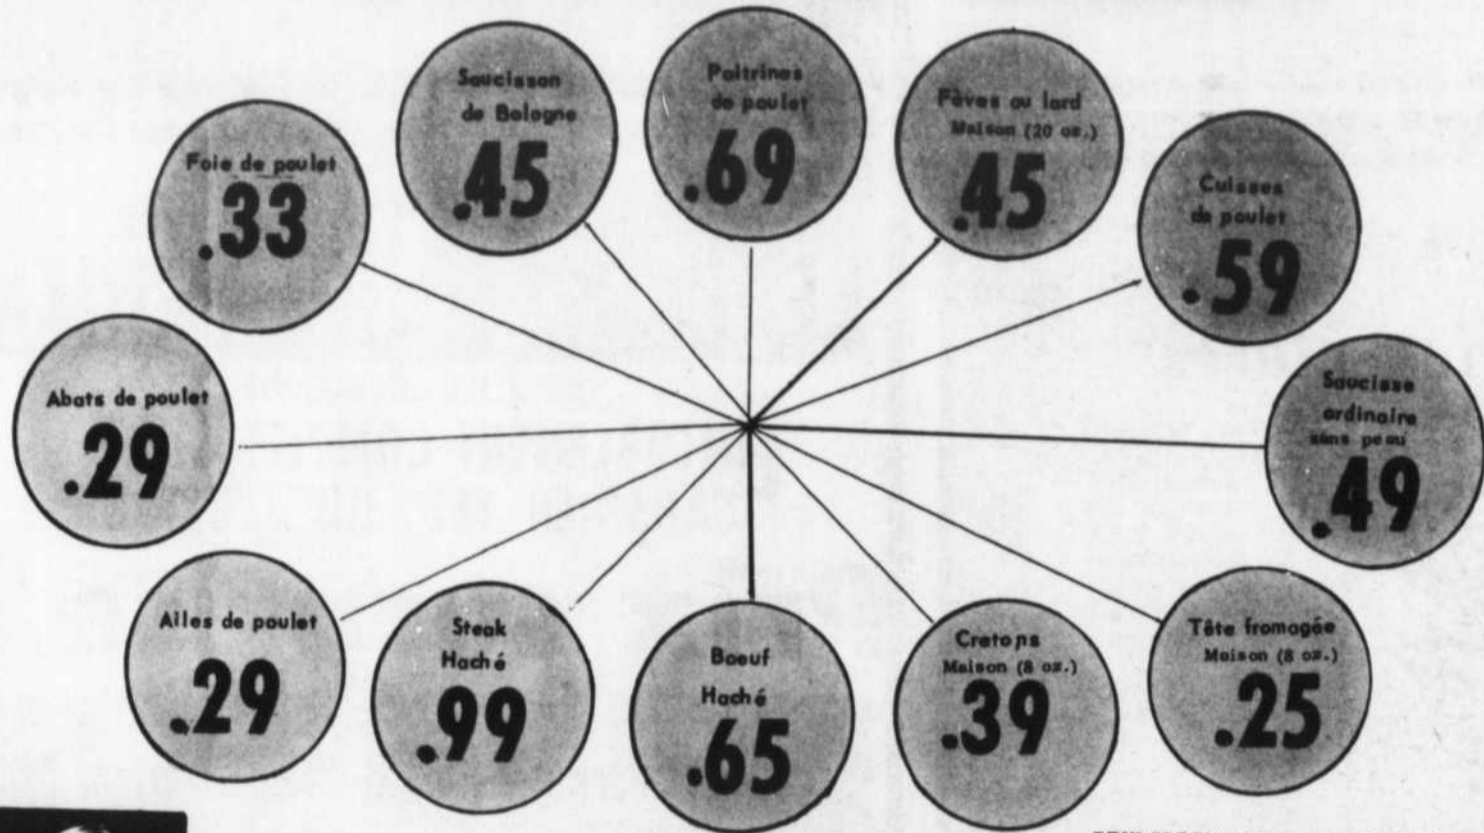 Saucisson
de Bologne
.45
Poitrines
de poulet
.69
Fèves au lard
Maison (20 oz.)
.45
Foie de poulet
.33
Cuisses
de poulet
.59
Abats de poulet
.29
Saucisse
ordinaire
sans peau
.49
Ailes de poulet
.29
Steak
Haché
.99
Boeuf
Haché
.65
Cretons
Maison (8 oz.)
.39
Tête fromagée
Maison (8 oz.)
.25